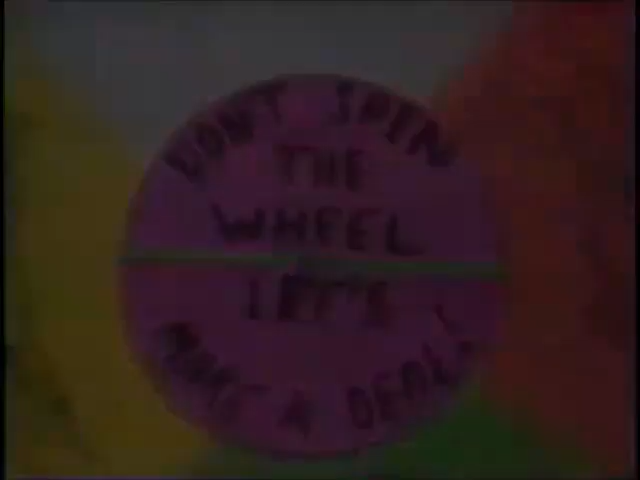 DON'T SPIN
THE
WHEEL
LET'S
MAKE A DEAL!